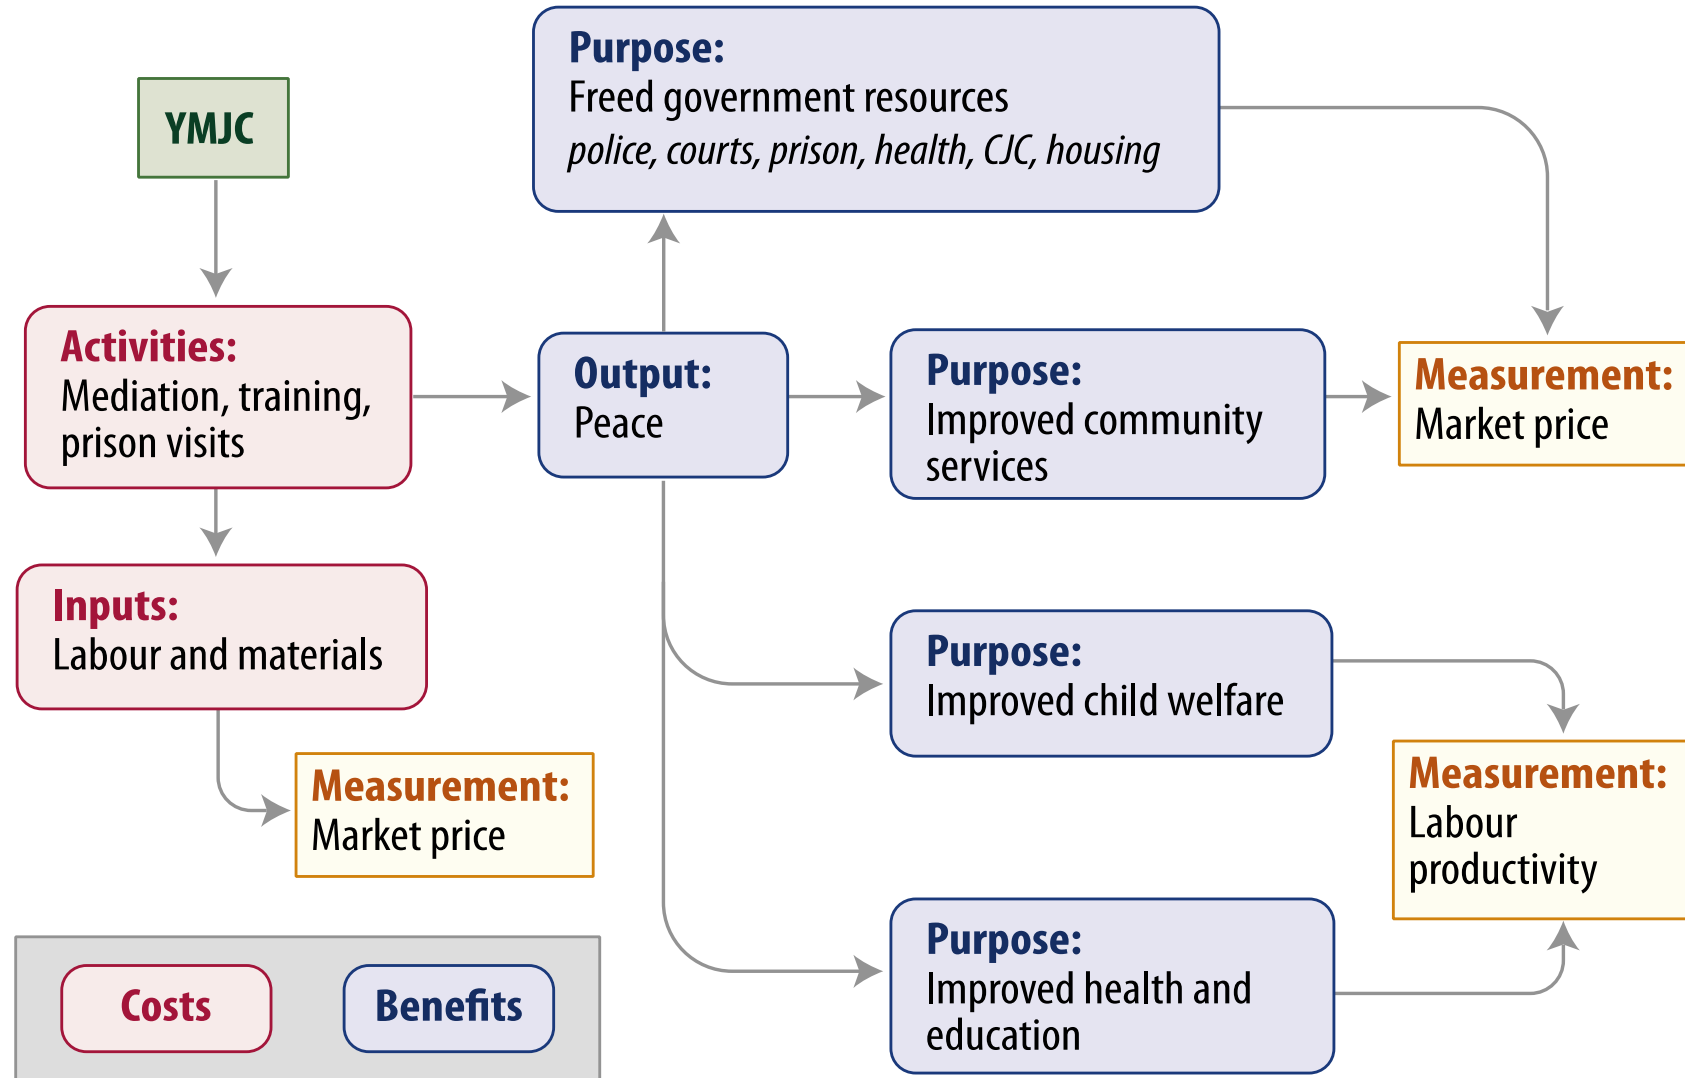 YMJC
Purpose:
Freed government resources
police, courts, prison, health, CJC, housing
Activities:
Mediation, training,
prison visits
Output:
Peace
Purpose:
Improved community
services
Measurement:
Market price
Inputs:
Labour and materials
Measurement:
Market price
Purpose:
Improved child welfare
Measurement:
Labour
productivity
Purpose:
Improved health and
education
Costs
Benefits